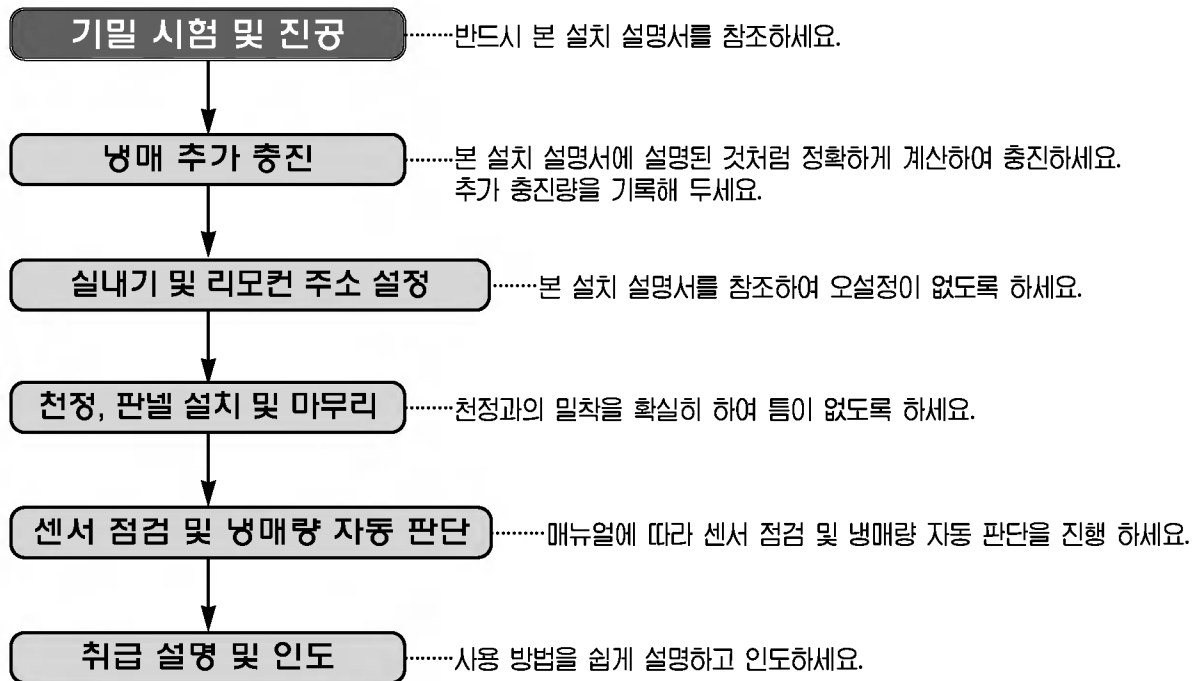 기밀 시험 및 진공 ········반드시 본 설치 설명서를 참조하세요.
냉매 추가 충진 ········본 설치 설명서에 설명된 것처럼 정확하게 계산하여 충진하세요.
추가 충진량을 기록해 두세요.
실내기 및 리모컨 주소 설정 ········본 설치 설명서를 참조하여 오설정이 없도록 하세요.
천정, 판넬 설치 및 마무리 ········천정과의 밀착을 확실히 하여 틈이 없도록 하세요.
센서 점검 및 냉매량 자동 판단 ·········매뉴얼에 따라 센서 점검 및 냉매량 자동 판단을 진행 하세요.
취급 설명 및 인도 ········사용 방법을 쉽게 설명하고 인도하세요.